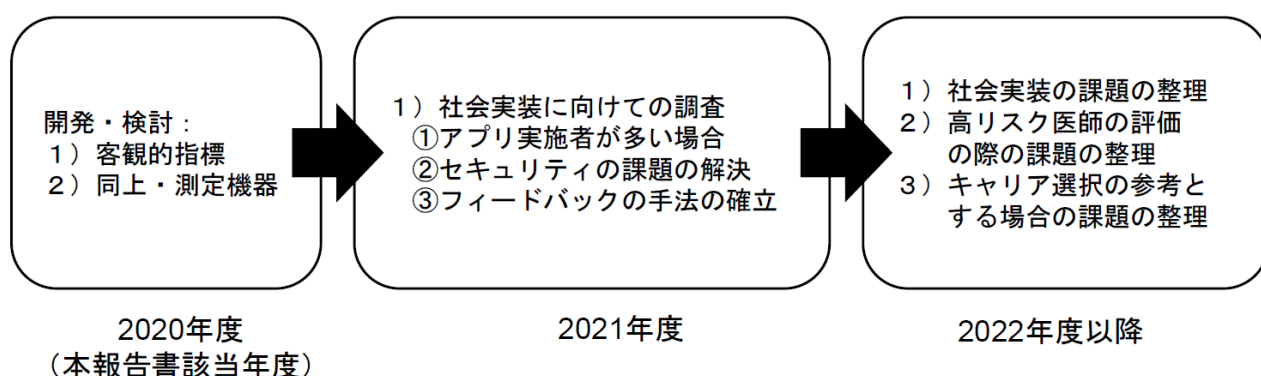 開発・検討：
１）客観的指標
２）同上・測定機器
１）社会実装に向けての調査
①アプリ実施者が多い場合
②セキュリティの課題の解決
③フィードバックの手法の確立
１）社会実装の課題の整理
２）高リスク医師の評価
の際の課題の整理
３）キャリア選択の参考と
する場合の課題の整理
2020年度
（本報告書該当年度）
2021年度
2022年度以降